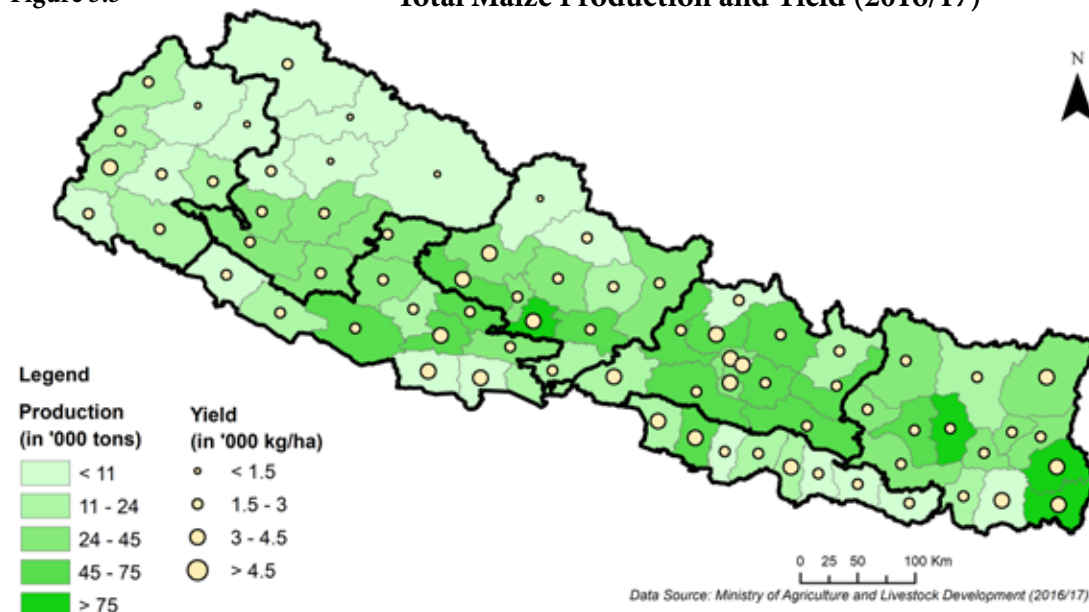 Figure 3.3 Total Maize Production and Yield (2016/17)
N
Legend
Production
(in '000 tons)
< 11
11 - 24
24 - 45
45 - 75
> 75
Yield
(in '000 kg/ha)
< 1.5
1.5 - 3
3 - 4.5
> 4.5
0 25 50 100 Km
Data Source: Ministry of Agriculture and Livestock Development (2016/17)